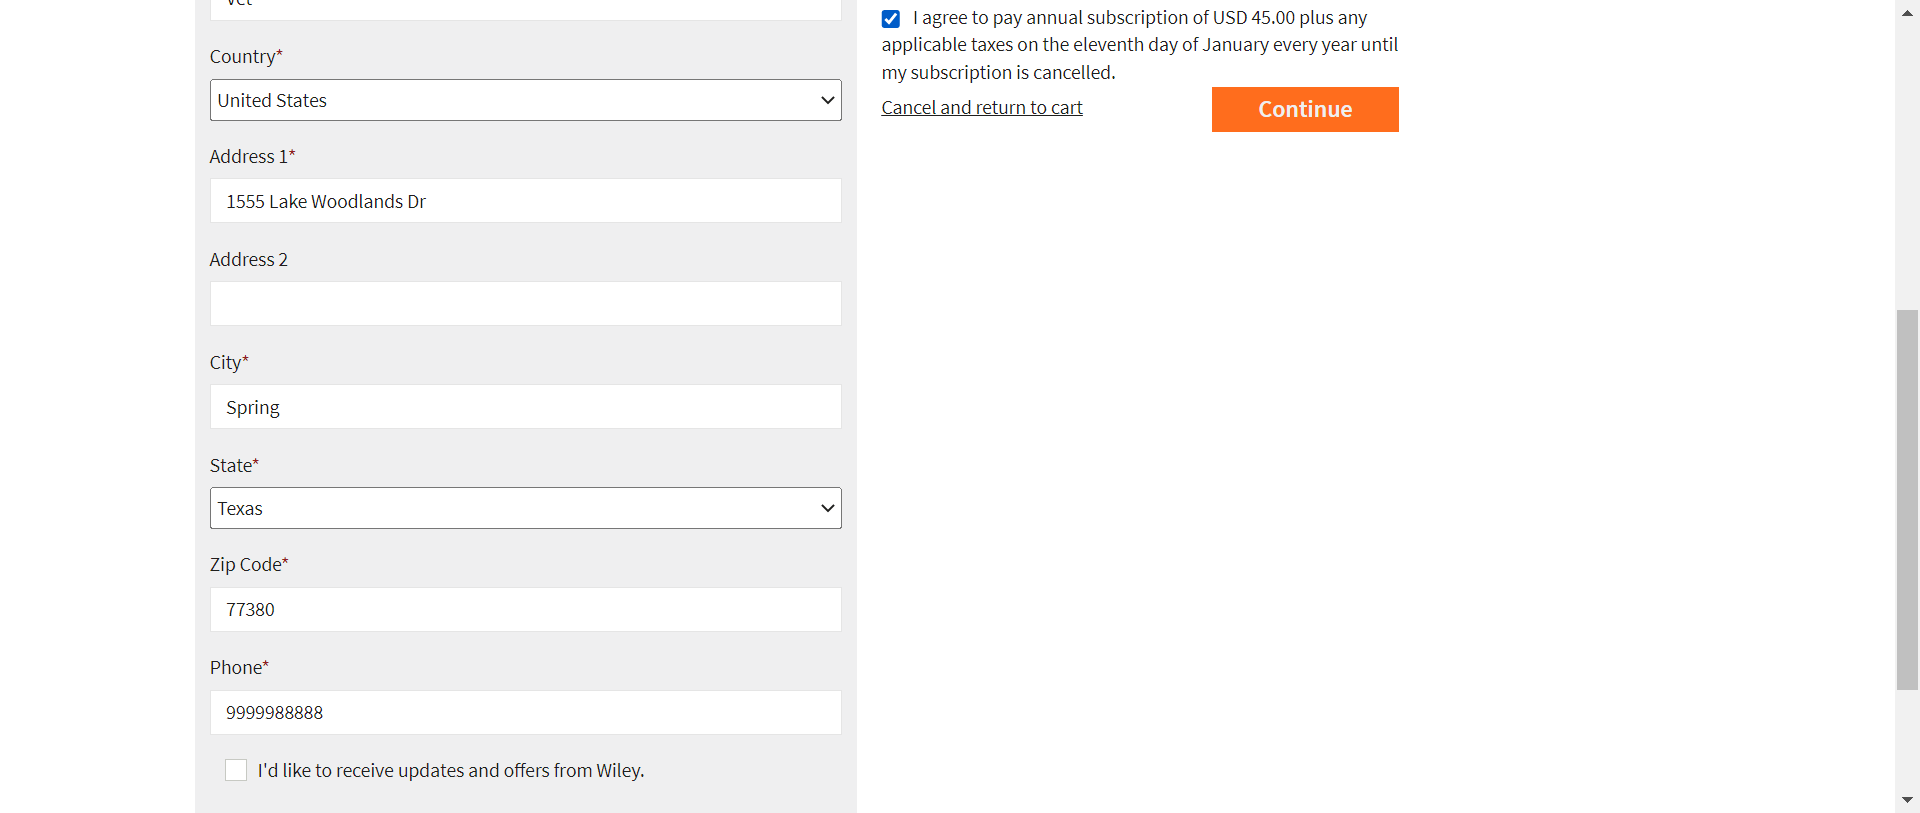 Country*
United States
Address 1*
1555 Lake Woodlands Dr
Address 2
City*
Spring
State*
Texas
Zip Code*
77380
Phone*
9999988888
I'd like to receive updates and offers from Wiley.
I agree to pay annual subscription of USD 45.00 plus any
applicable taxes on the eleventh day of January every year until
my subscription is cancelled.
Cancel and return to cart
Continue